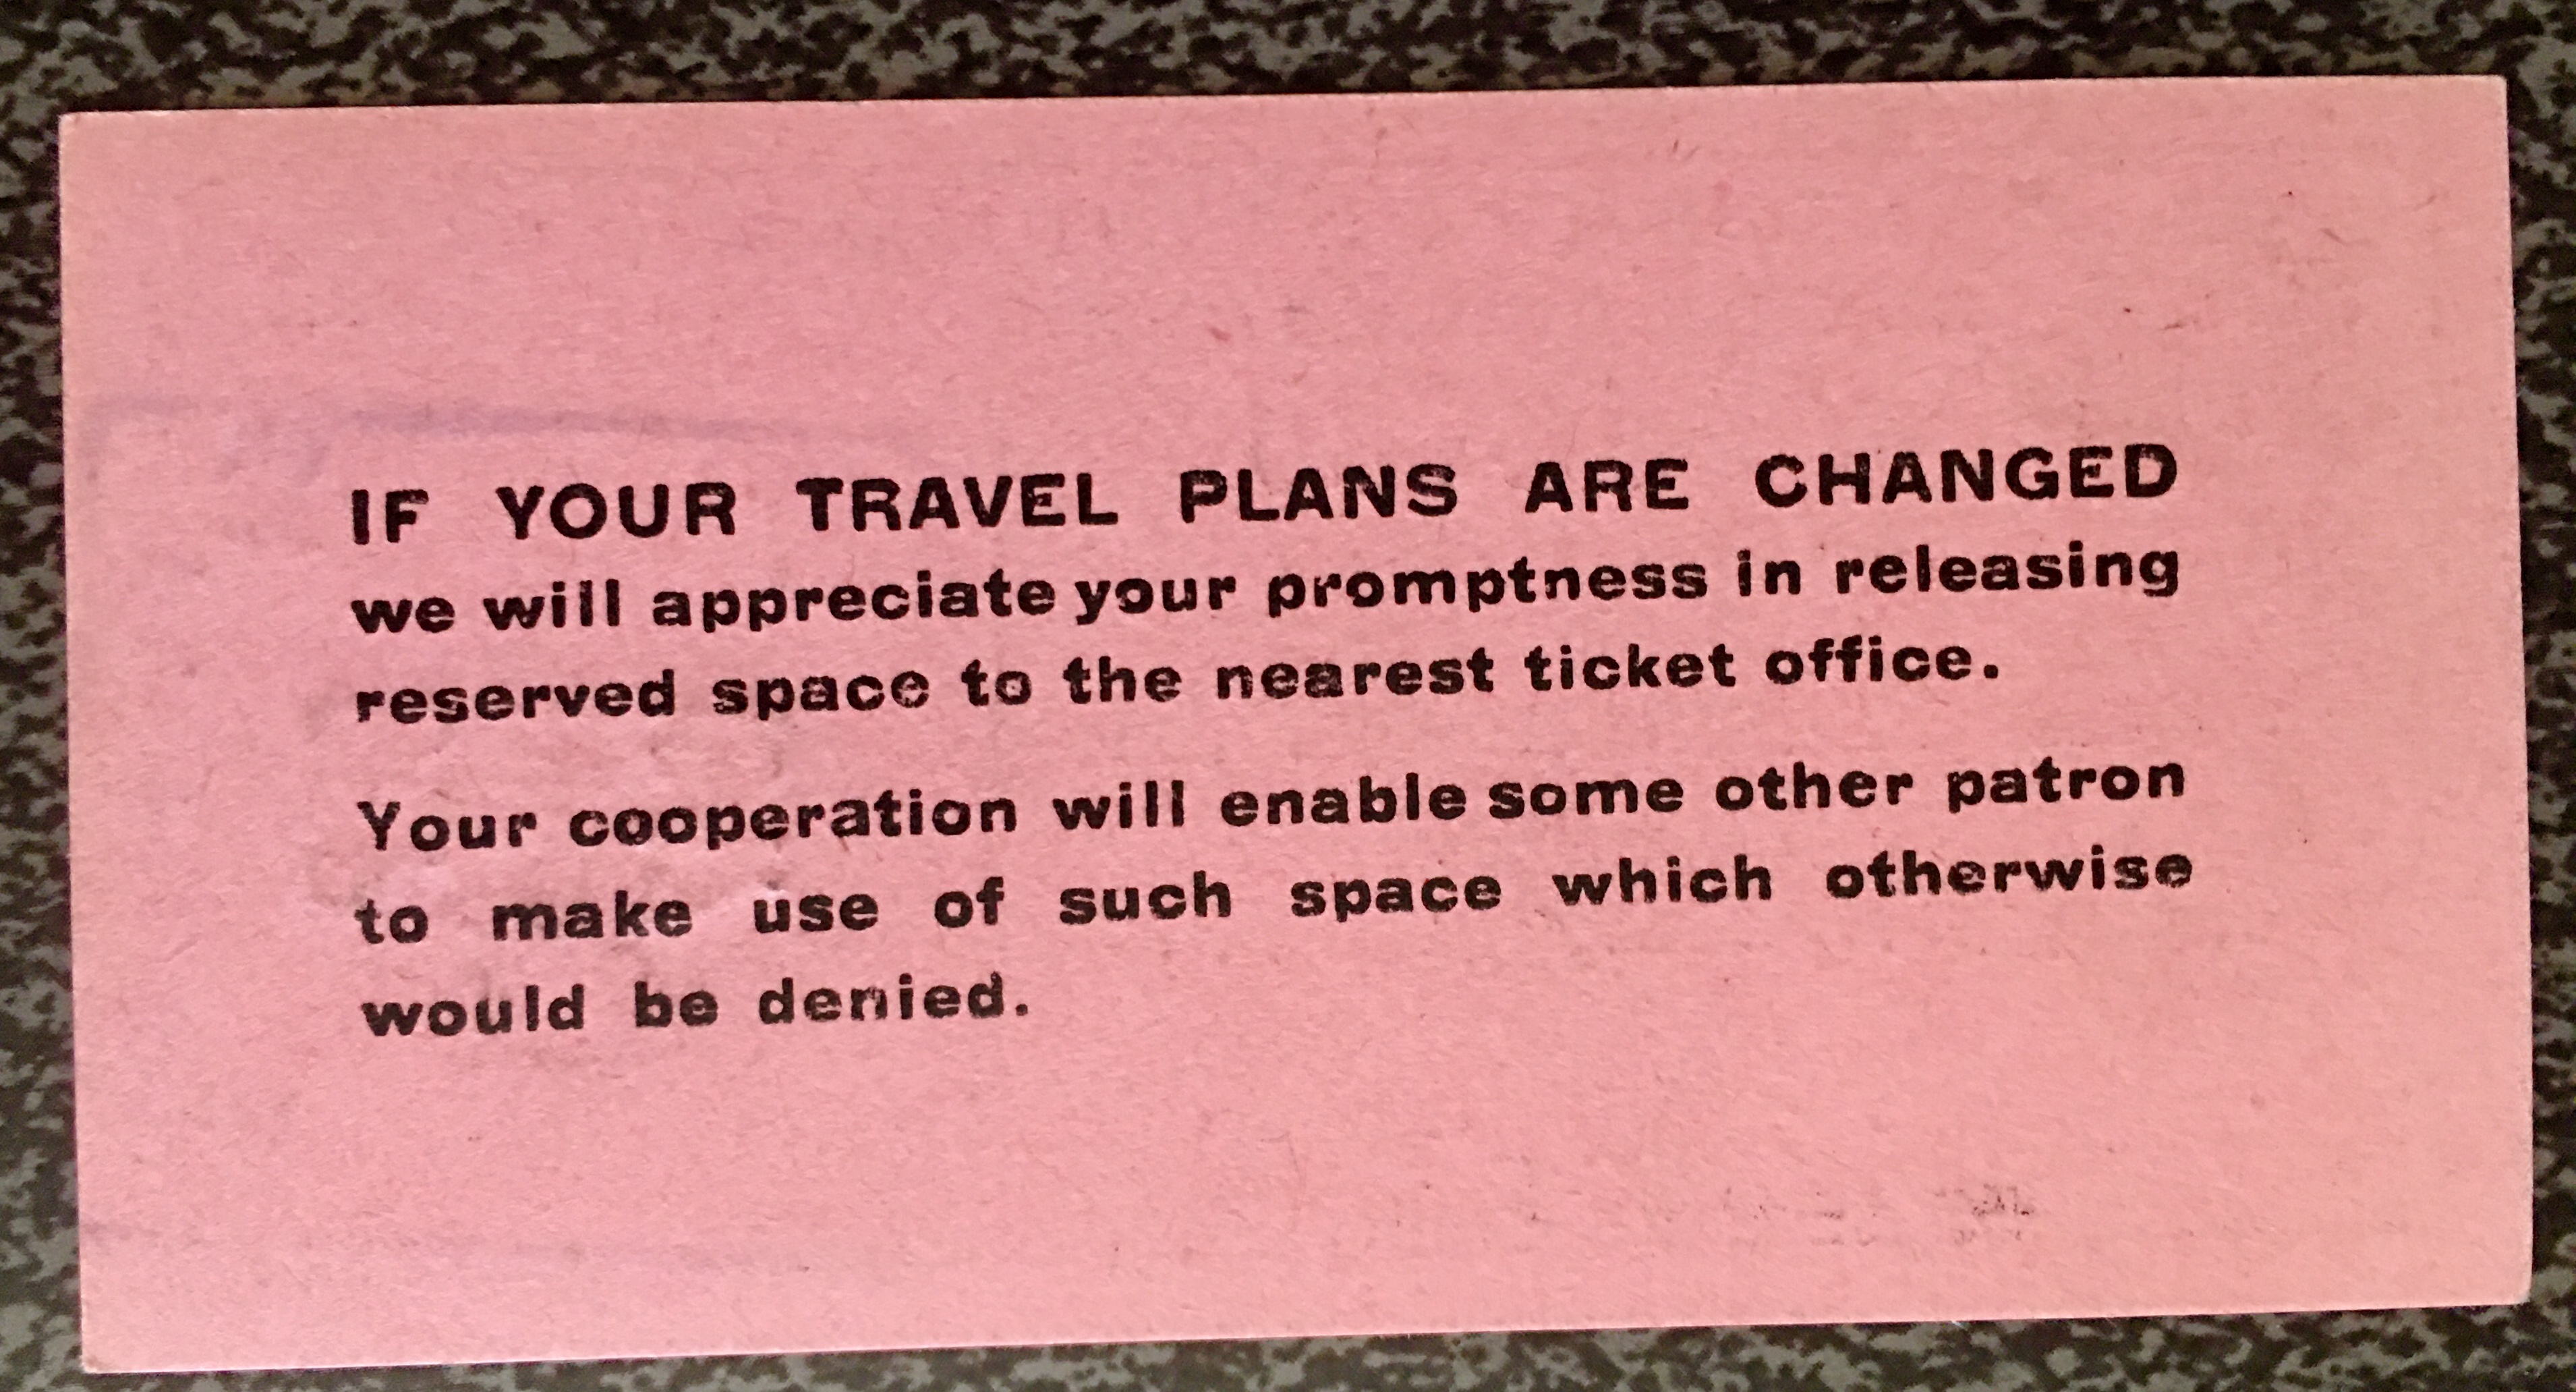 IF YOUR TRAVEL PLANS ARE CHANGED
we will appreciate your promptness in releasing
reserved space to the nearest ticket office.
Your cooperation will enable some other patron
to make use of such space which otherwise
would be denied.